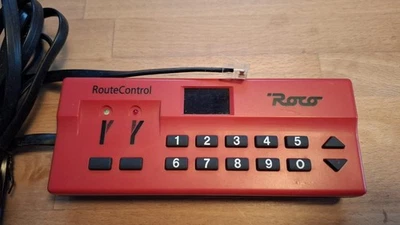 RouteControl
Roco
1 2 3 4 5
6 7 8 9 0